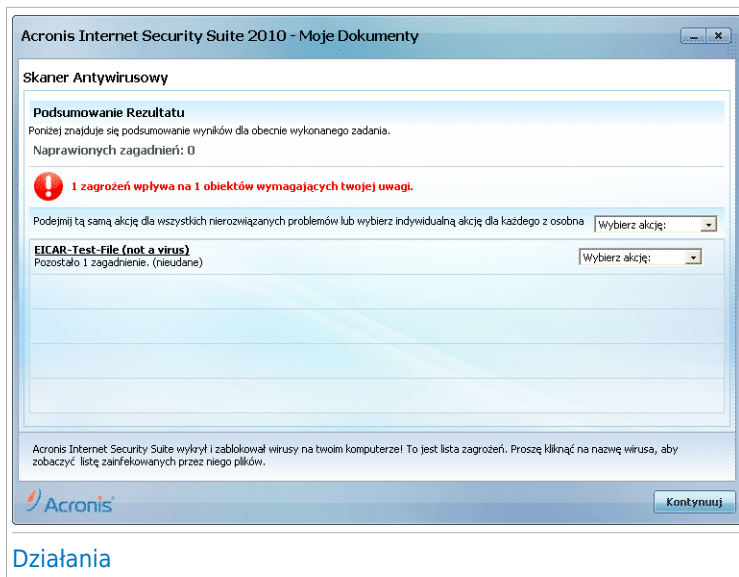 Acronis Internet Security Suite 2010 - Moje Dokumenty
Skaner Antywirusowy
Podsumowanie Rezultatu
Poniżej znajduje się podsumowanie wyników dla obecnie wykonanego zadania.
Naprawionych zagadnień: 0
1 zagrożeń wpływa na 1 obiektów wymagających twojej uwagi.
Podejmij tą samą akcję dla wszystkich nierozwiązanych problemów lub wybierz indywidualną akcję dla każdego z osobna Wybierz akcję:
EICAR-Test-File (not a virus) Wybierz akcję:
Pozostało 1 zagadnienie. (nieudane)
Acronis Internet Security Suite wykrył i zablokował wirusy na twoim komputerze! To jest lista zagrożeń. Proszę kliknąć na nazwę wirusa, aby
zobaczyć listę zainfekowanych przez niego plików.
Acronis Kontynuuj
Działania